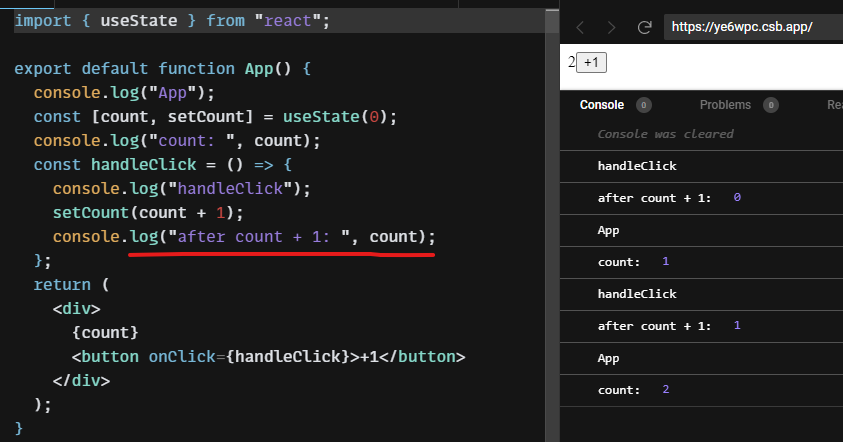 import { useState } from "react";
export default function App() {
console.log("App");
const [count, setCount] = useState(0);
console.log("count: ", count);
const handleClick = () => {
console.log("handleClick");
setCount(count + 1);
console.log("after count + 1: ", count);
};
return (
<div>
{count}
<button onClick={handleClick}>+1</button>
</div>
);
}
https://ye6wpc.csb.app/
2 +1
Console 0 Problems 0 Rea
Console was cleared
handleClick
after count + 1: 0
App
count: 1
handleClick
after count + 1: 1
App
count: 2